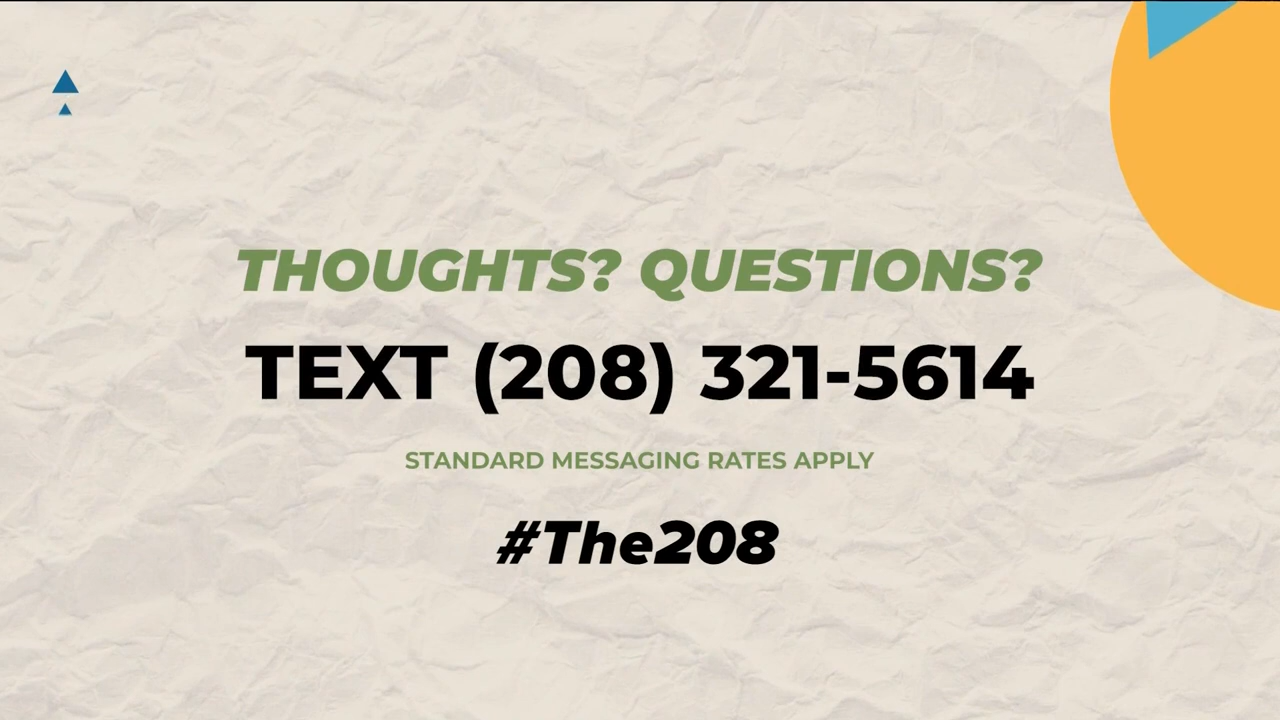 THOUGHTS? QUESTIONS?
TEXT (208) 321-5614
STANDARD MESSAGING RATES APPLY
#The208